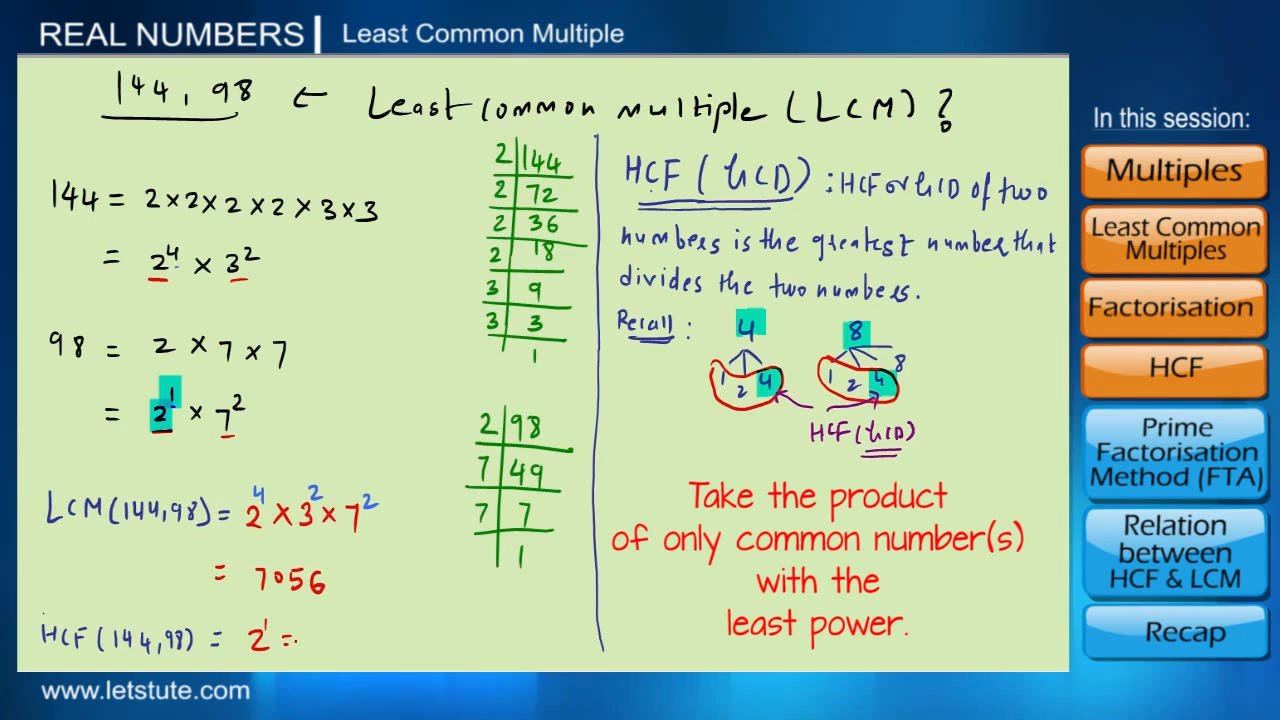 REAL NUMBERS | Least Common Multiple
144, 98 ← Least common multiple (LCM) ?
144 = 2 × 2 × 2 × 2 × 3 × 3
= 2⁴ × 3²
98 = 2 × 7 × 7
= 2¹ × 7²
LCM (144, 98) = 2⁴ × 3² × 7²
= 7056
HCF (144, 98) = 2¹ =
2 | 144
2 | 72
2 | 36
2 | 18
3 | 9
3 | 3
1
2 | 98
7 | 49
7 | 7
1
HCF (GCD) : HCF or GCD of two
numbers is the greatest number that
divides the two numbers.
Recall : 4 8
1 2 4 1 2 4 8
HCF (GCD)
Take the product
of only common number(s)
with the
least power.
In this session:
Multiples
Least Common
Multiples
Factorisation
HCF
Prime
Factorisation
Method (FTA)
Relation
between
HCF & LCM
Recap
www.letstute.com